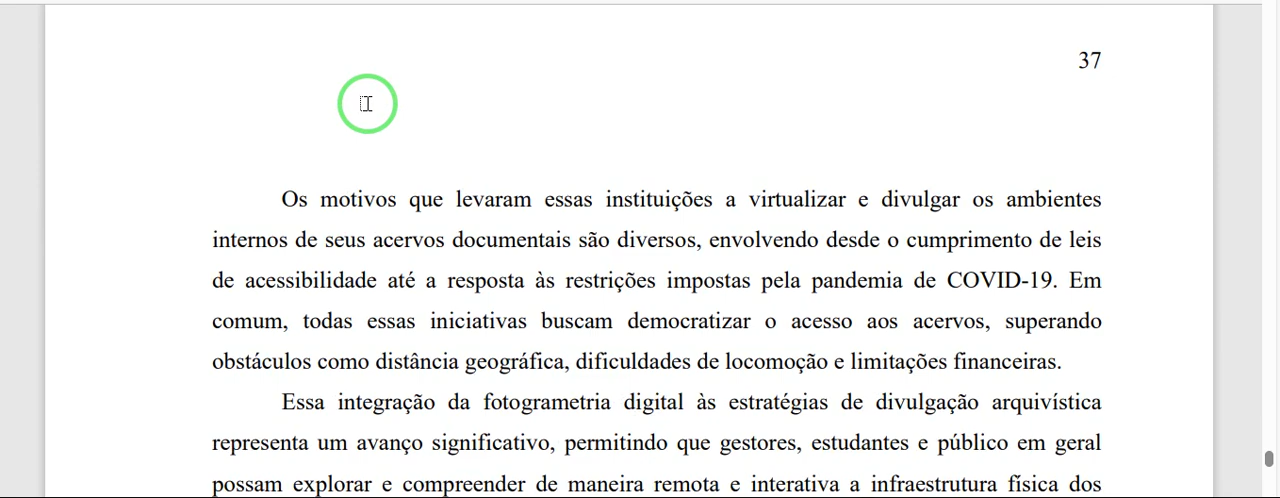 37
Os motivos que levaram essas instituições a virtualizar e divulgar os ambientes
internos de seus acervos documentais são diversos, envolvendo desde o cumprimento de leis
de acessibilidade até a resposta às restrições impostas pela pandemia de COVID-19. Em
comum, todas essas iniciativas buscam democratizar o acesso aos acervos, superando
obstáculos como distância geográfica, dificuldades de locomoção e limitações financeiras.
Essa integração da fotogrametria digital às estratégias de divulgação arquivística
representa um avanço significativo, permitindo que gestores, estudantes e público em geral
possam explorar e compreender de maneira remota e interativa a infraestrutura física dos